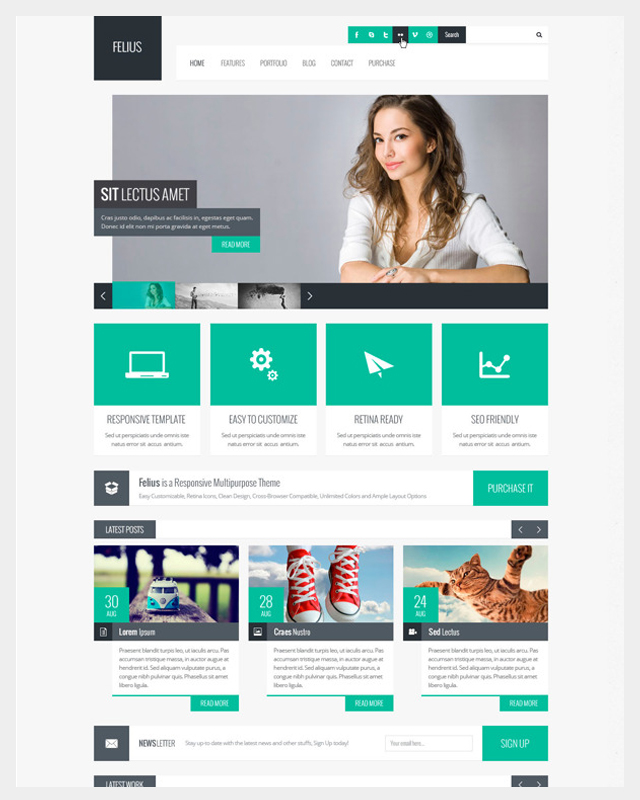 FELIUS
Search
HOME FEATURES PORTFOLIO BLOG CONTACT PURCHASE
SIT LECTUS AMET
Cras justo odio, dapibus ac facilisis in, egestas eget quam.
Donec id elit non mi porta gravida at eget metus.
READ MORE
RESPONSIVE TEMPLATE
Sed ut perspiciatis unde omnis iste
natus error sit accus antium.
EASY TO CUSTOMIZE
Sed ut perspiciatis unde omnis iste
natus error sit accus antium.
RETINA READY
Sed ut perspiciatis unde omnis iste
natus error sit accus antium.
SEO FRIENDLY
Sed ut perspiciatis unde omnis iste
natus error sit accus antium.
Felius is a Responsive Multipurpose Theme
Easy Customizable, Retina Icons, Clean Design, Cross-Browser Compatible, Unlimited Colors and Ample Layout Options
PURCHASE IT
LATEST POSTS
30
AUG
Lorem Ipsum
Praesent blandit turpis leo, ut iaculis arcu. Pas
accumsan tristique massa, in auctor augue at
hendrerit id. Sed aliquam vulputate purus, a
congue nibh pulvinar et. Phasellus sit amet
libero ligula.
READ MORE
28
AUG
Craes Nustro
Praesent blandit turpis leo, ut iaculis arcu. Pas
accumsan tristique massa, in auctor augue at
hendrerit id. Sed aliquam vulputate purus, a
congue nibh pulvinar et. Phasellus sit amet
libero ligula.
READ MORE
24
AUG
Sed Lectus
Praesent blandit turpis leo, ut iaculis arcu. Pas
accumsan tristique massa, in auctor augue at
hendrerit id. Sed aliquam vulputate purus, a
congue nibh pulvinar et. Phasellus sit amet
libero ligula.
READ MORE
NEWSLETTER
Stay up-to-date with the latest news and other stuffs, Sign Up today!
Your email here...
SIGN UP
LATEST WORK